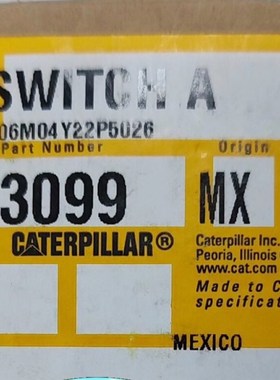 SWITCH A
06M04Y22P5026
Part Number Origin
3099 MX
CATERPILLAR®
Caterpillar Inc.
Peoria, Illinois
www.cat.com
Made to C
specificat
MEXICO